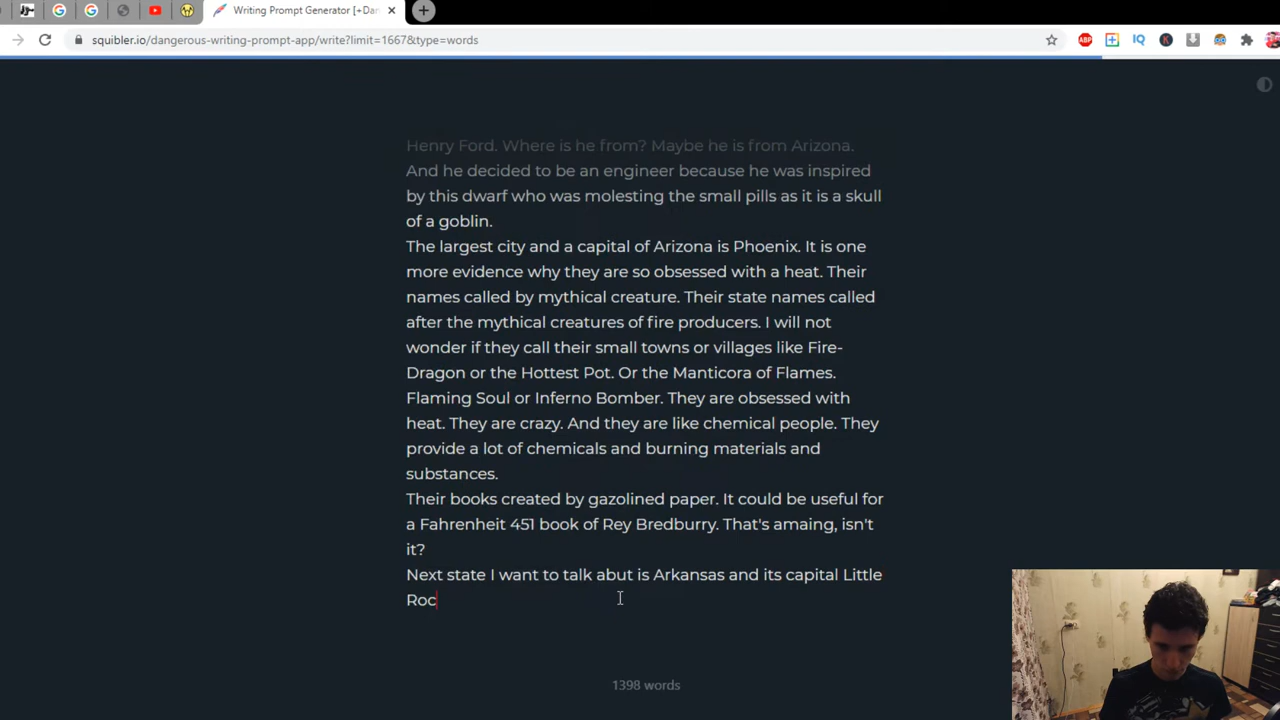 Writing Prompt Generator [+Dan
squibler.io/dangerous-writing-prompt-app/write?limit=1667&type=words
Henry Ford. Where is he from? Maybe he is from Arizona.
And he decided to be an engineer because he was inspired
by this dwarf who was molesting the small pills as it is a skull
of a goblin.
The largest city and a capital of Arizona is Phoenix. It is one
more evidence why they are so obsessed with a heat. Their
names called by mythical creature. Their state names called
after the mythical creatures of fire producers. I will not
wonder if they call their small towns or villages like Fire-
Dragon or the Hottest Pot. Or the Manticora of Flames.
Flaming Soul or Inferno Bomber. They are obsessed with
heat. They are crazy. And they are like chemical people. They
provide a lot of chemicals and burning materials and
substances.
Their books created by gazolined paper. It could be useful for
a Fahrenheit 451 book of Rey Bredburry. That's amaing, isn't
it?
Next state I want to talk abut is Arkansas and its capital Little
Roc
1398 words